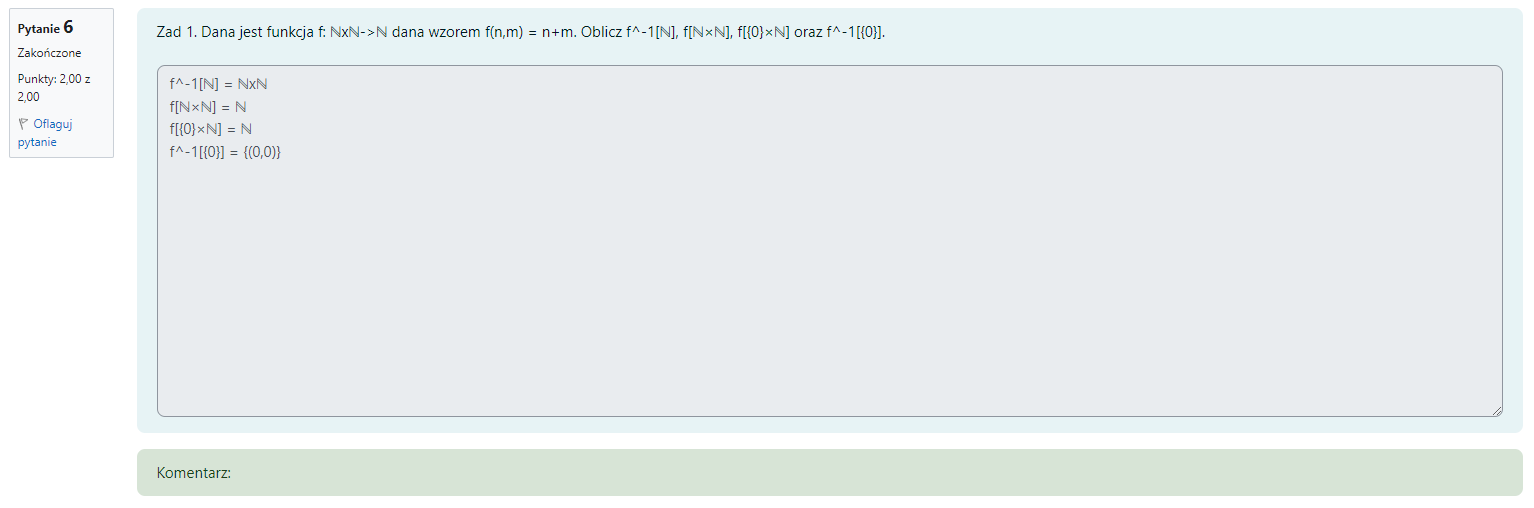 Pytanie 6
Zakończone
Punkty: 2,00 z
2,00
Oflaguj
pytanie
Zad 1. Dana jest funkcja f: ℕxℕ->ℕ dana wzorem f(n,m) = n+m. Oblicz f^-1[ℕ], f[ℕ×ℕ], f[{0}×ℕ] oraz f^-1[{0}].
f^-1[ℕ] = ℕxℕ
f[ℕ×ℕ] = ℕ
f[{0}×ℕ] = ℕ
f^-1[{0}] = {(0,0)}
Komentarz: